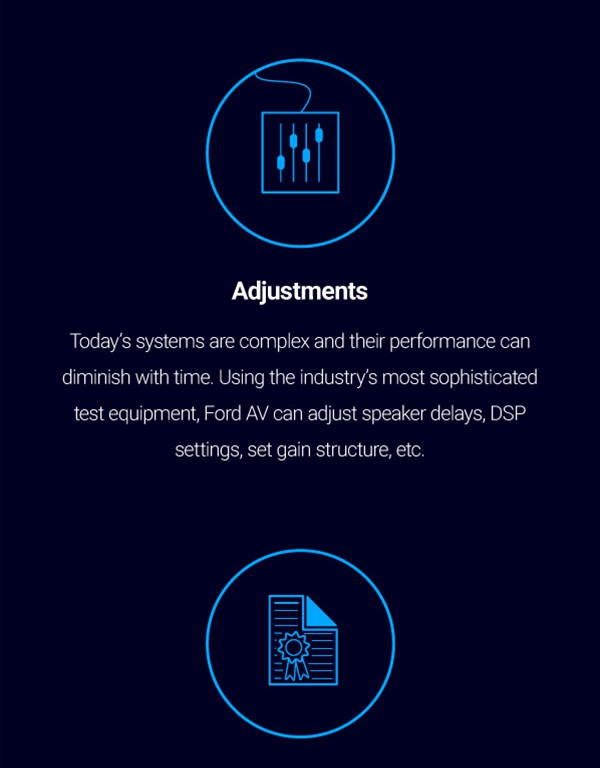 Adjustments
Today’s systems are complex and their performance can
diminish with time. Using the industry’s most sophisticated
test equipment, Ford AV can adjust speaker delays, DSP
settings, set gain structure, etc.